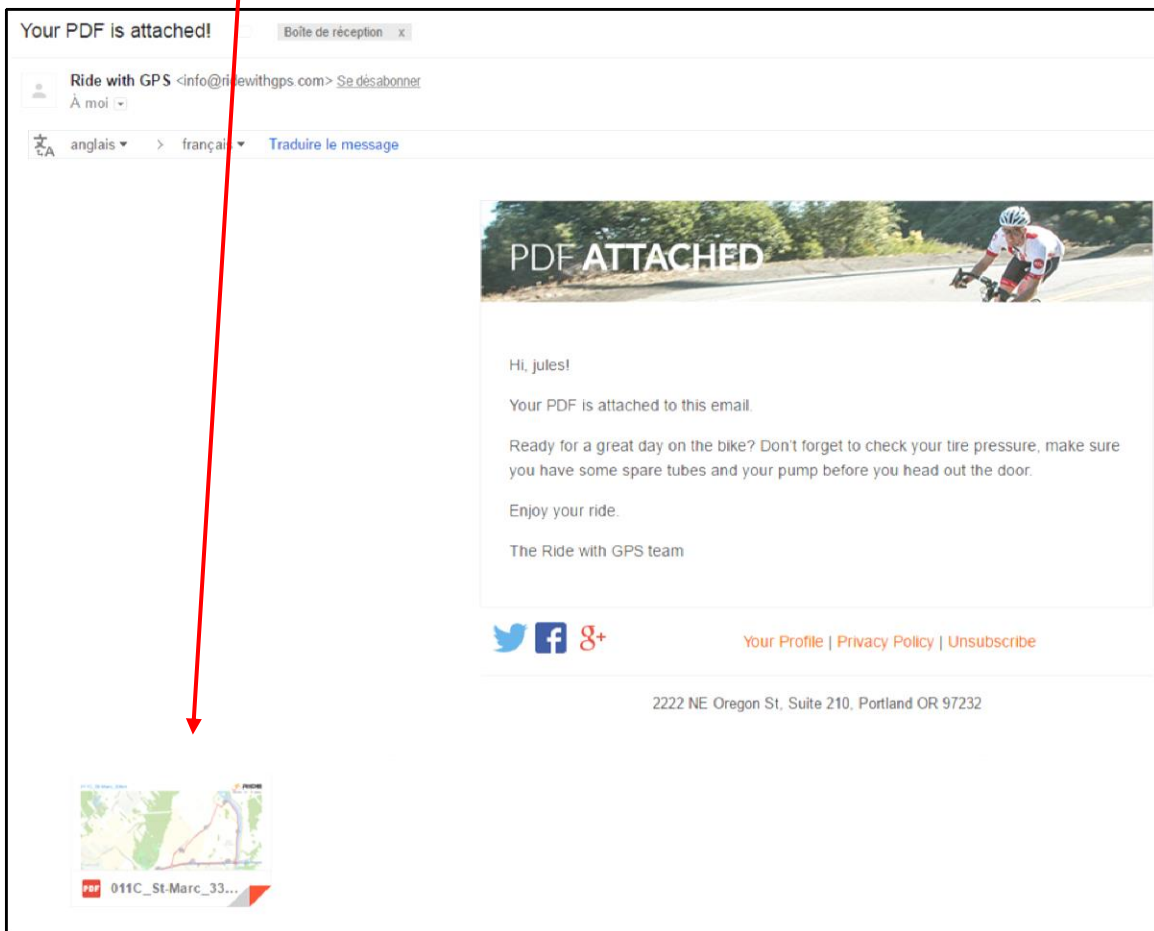 Your PDF is attached!
Boîte de réception x
Ride with GPS <info@ridewithgps.com> Se désabonner
À moi
anglais > français Traduire le message
PDF ATTACHED
Hi, jules!
Your PDF is attached to this email.
Ready for a great day on the bike? Don't forget to check your tire pressure, make sure
you have some spare tubes and your pump before you head out the door.
Enjoy your ride.
The Ride with GPS team
g+
Your Profile | Privacy Policy | Unsubscribe
2222 NE Oregon St, Suite 210, Portland OR 97232
RIDE
PDF 011C_St-Marc_33...